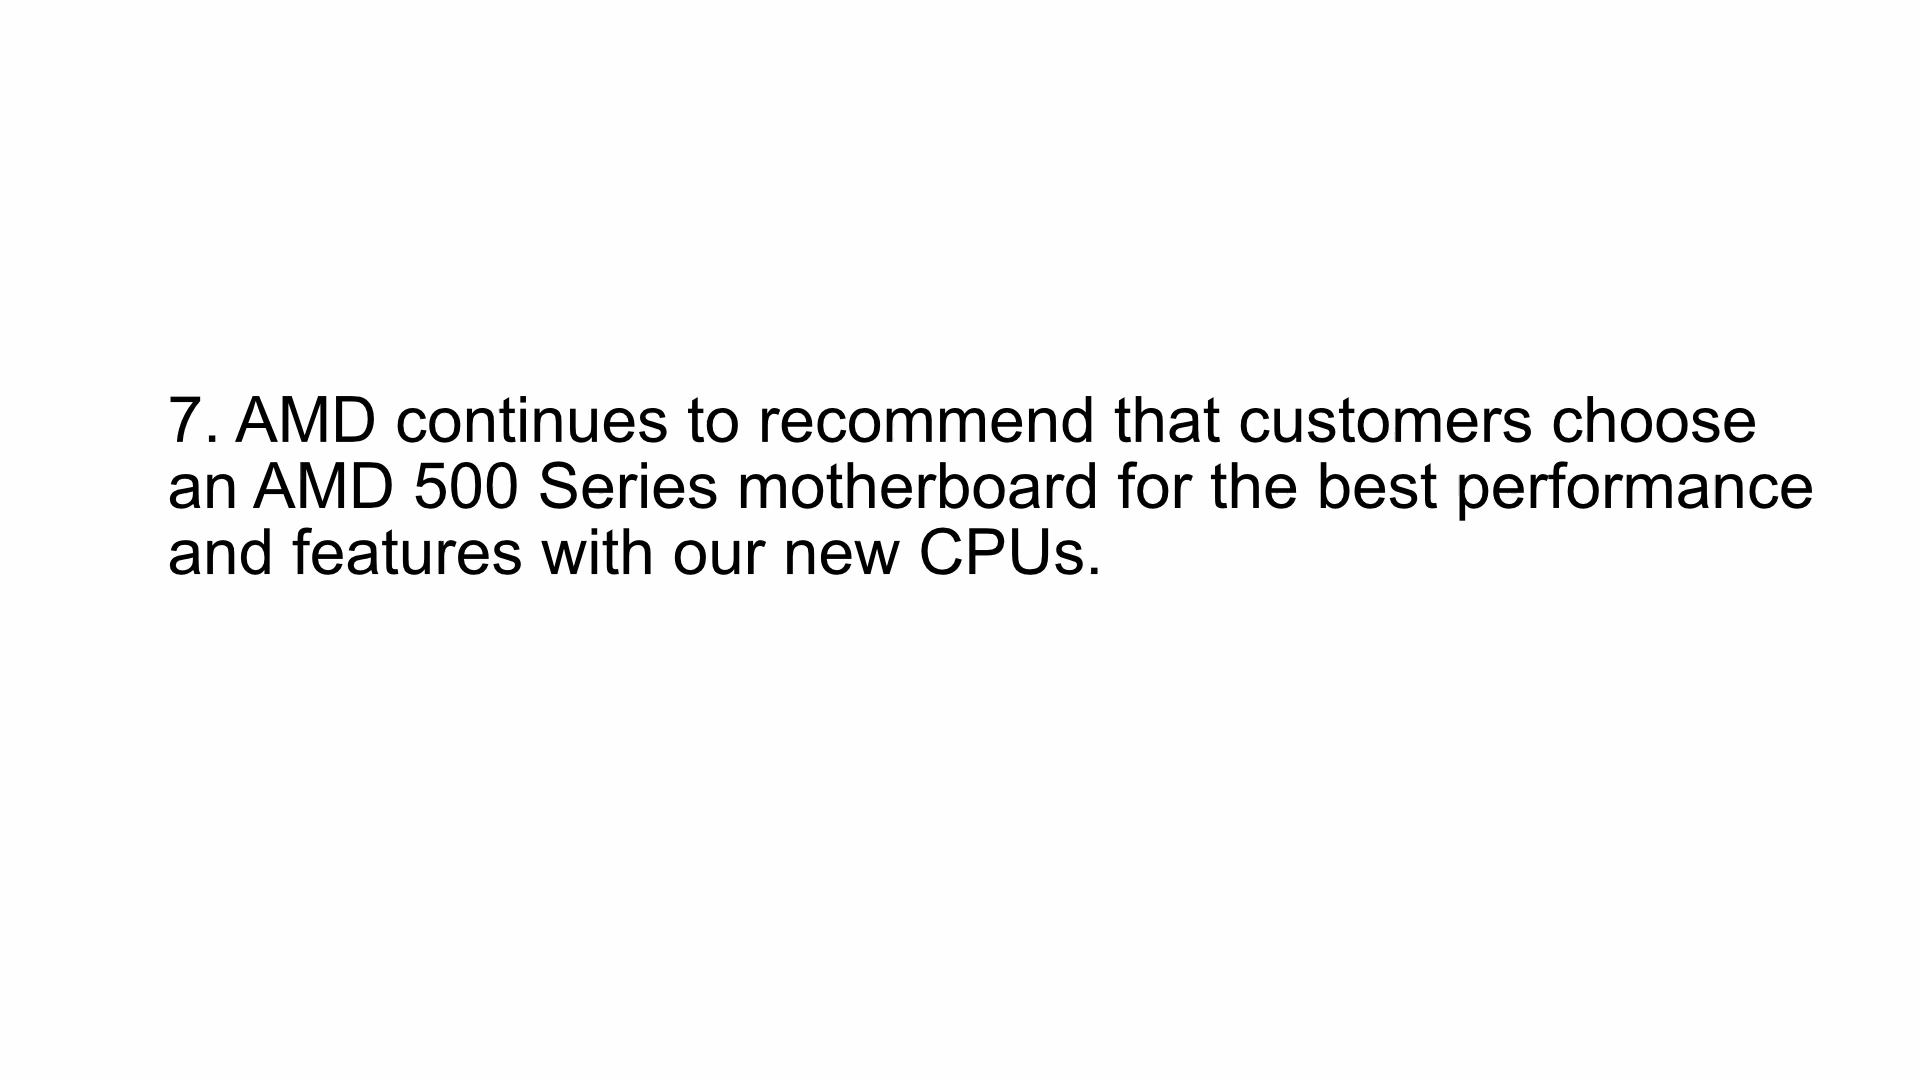 7. AMD continues to recommend that customers choose
an AMD 500 Series motherboard for the best performance
and features with our new CPUs.